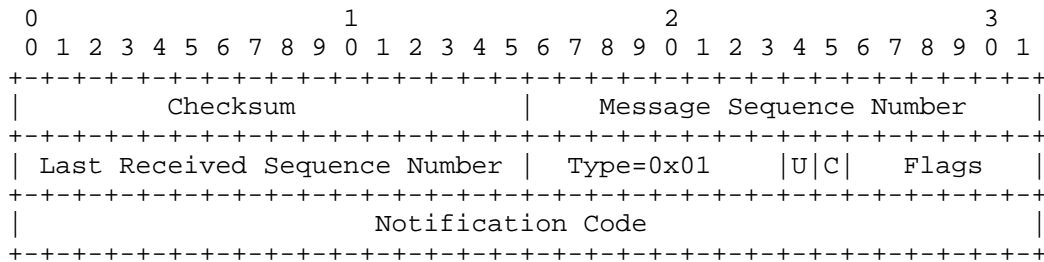 0                   1                   2                   3
 0 1 2 3 4 5 6 7 8 9 0 1 2 3 4 5 6 7 8 9 0 1 2 3 4 5 6 7 8 9 0 1
+-+-+-+-+-+-+-+-+-+-+-+-+-+-+-+-+-+-+-+-+-+-+-+-+-+-+-+-+-+-+-+-+
|         Checksum              |    Message Sequence Number    |
+-+-+-+-+-+-+-+-+-+-+-+-+-+-+-+-+-+-+-+-+-+-+-+-+-+-+-+-+-+-+-+-+
| Last Received Sequence Number |  Type=0x01    |U|C|   Flags   |
+-+-+-+-+-+-+-+-+-+-+-+-+-+-+-+-+-+-+-+-+-+-+-+-+-+-+-+-+-+-+-+-+
|                      Notification Code                        |
+-+-+-+-+-+-+-+-+-+-+-+-+-+-+-+-+-+-+-+-+-+-+-+-+-+-+-+-+-+-+-+-+